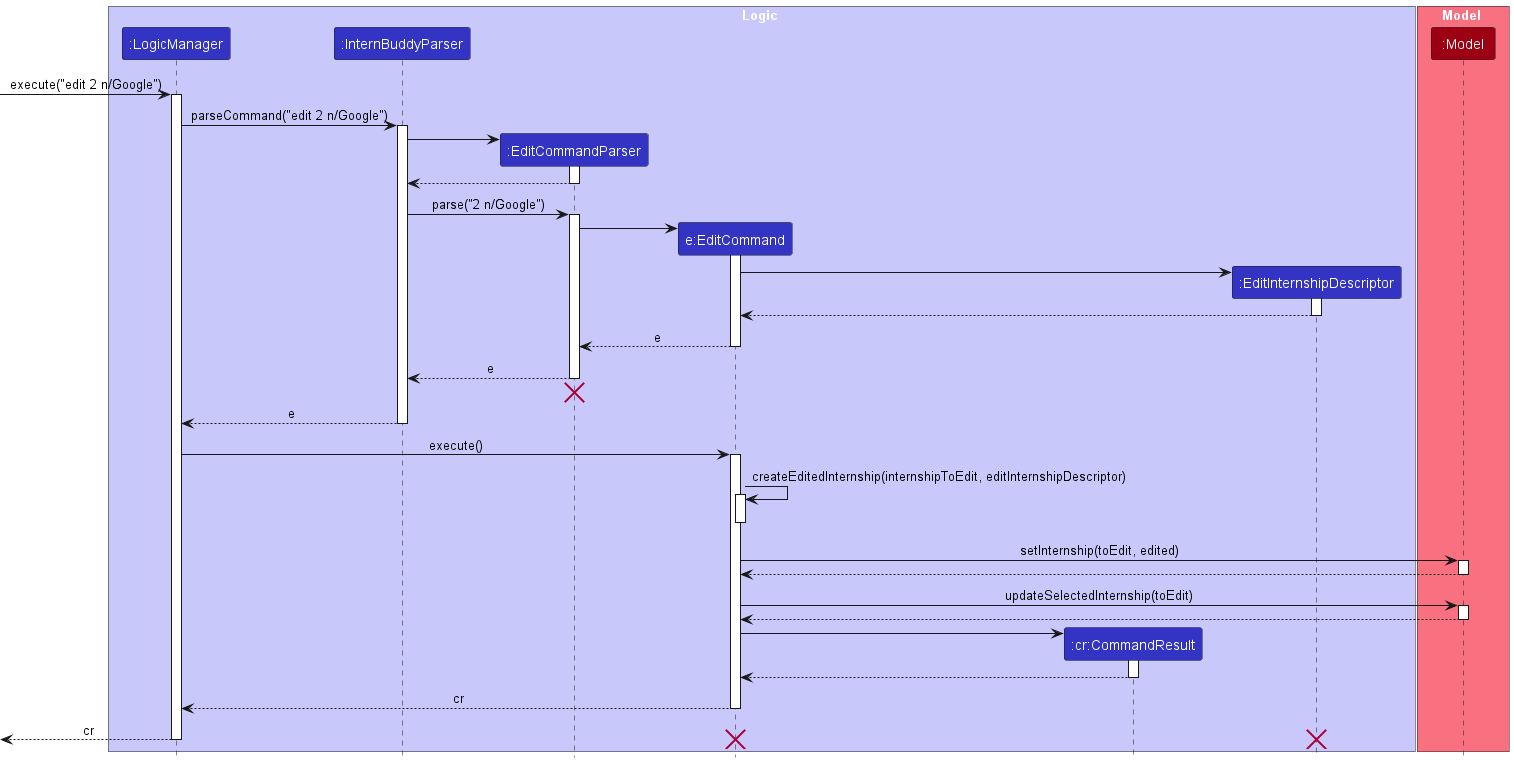 Logic
Model
:LogicManager
:InternBuddyParser
:Model
execute("edit 2 n/Google")
parseCommand("edit 2 n/Google")
:EditCommandParser
parse("2 n/Google")
e:EditCommand
:EditInternshipDescriptor
e
e
e
execute()
createEditedInternship(internshipToEdit, editInternshipDescriptor)
setInternship(toEdit, edited)
updateSelectedInternship(toEdit)
:cr:CommandResult
cr
cr